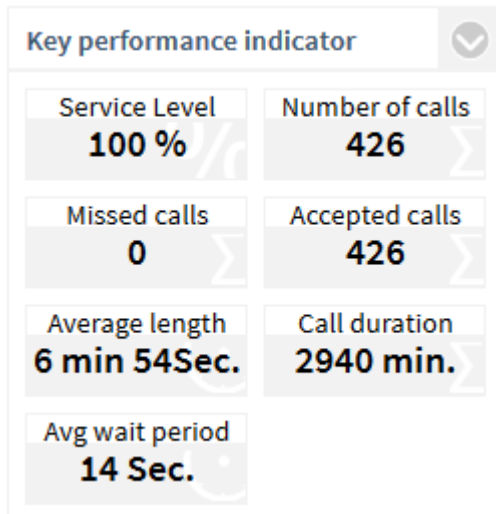 Key performance indicator
Service Level
100 %
Number of calls
426
Missed calls
0
Accepted calls
426
Average length
6 min 54Sec.
Call duration
2940 min.
Avg wait period
14 Sec.